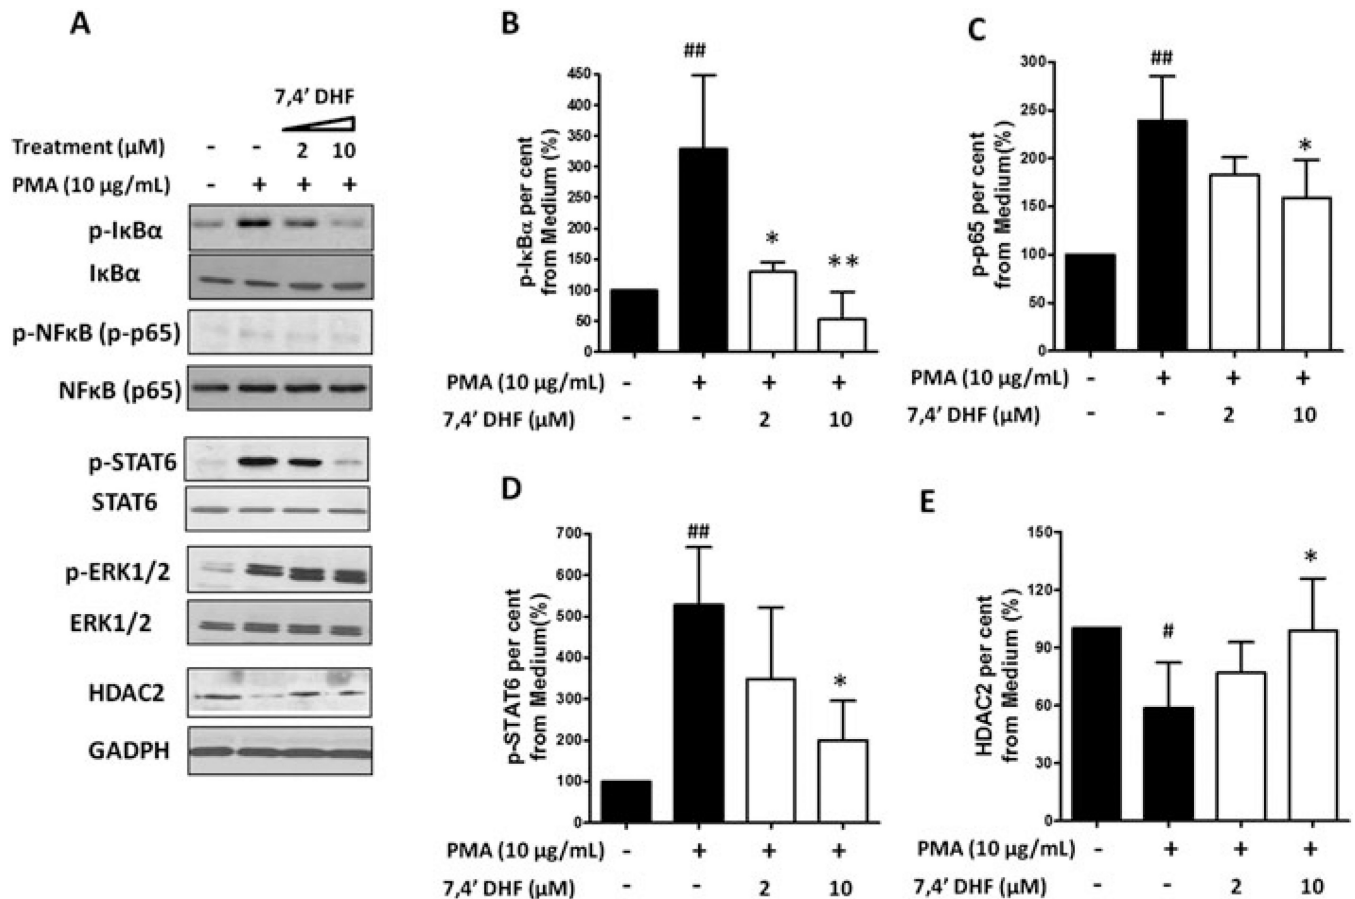 A
7,4' DHF
Treatment (μM) - - 2 10
PMA (10 μg/mL) - + + +
p-IκBα
IκBα
p-NFκB (p-p65)
NFκB (p65)
p-STAT6
STAT6
p-ERK1/2
ERK1/2
HDAC2
GADPH
B
p-IκBα per cent
from Medium (%)
450
400
350
300
250
200
150
100
50
0
##
*
**
PMA (10 μg/mL) - + + +
7,4' DHF (μM) - - 2 10
C
p-p65 per cent
from Medium(%)
300
250
200
150
100
50
0
##
*
PMA (10 μg/mL) - + + +
7,4' DHF (μM) - - 2 10
D
p-STAT6 per cent
from Medium(%)
700
600
500
400
300
200
100
0
##
*
PMA (10 μg/mL) - + + +
7,4' DHF (μM) - - 2 10
E
HDAC2 per cent
from Medium (%)
150
120
90
60
30
0
#
*
PMA (10 μg/mL) - + + +
7,4' DHF (μM) - - 2 10